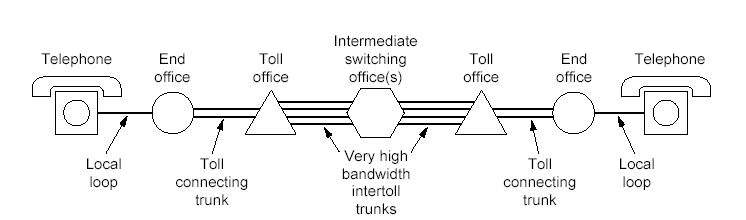 Telephone
End
office
Toll
office
Intermediate
switching
office(s)
Toll
office
End
office
Telephone
Local
loop
Toll
connecting
trunk
Very high
bandwidth
intertoll
trunks
Toll
connecting
trunk
Local
loop